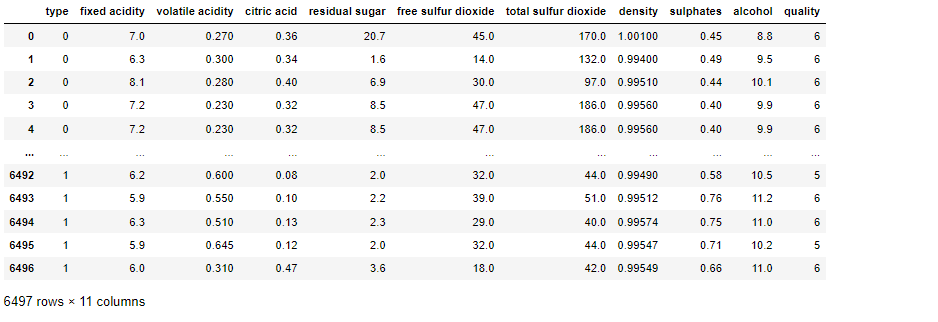 type fixed acidity volatile acidity citric acid residual sugar free sulfur dioxide total sulfur dioxide density sulphates alcohol quality
0 0 7.0 0.270 0.36 20.7 45.0 170.0 1.00100 0.45 8.8 6
1 0 6.3 0.300 0.34 1.6 14.0 132.0 0.99400 0.49 9.5 6
2 0 8.1 0.280 0.40 6.9 30.0 97.0 0.99510 0.44 10.1 6
3 0 7.2 0.230 0.32 8.5 47.0 186.0 0.99560 0.40 9.9 6
4 0 7.2 0.230 0.32 8.5 47.0 186.0 0.99560 0.40 9.9 6
... ... ... ... ... ... ... ... ... ... ... ...
6492 1 6.2 0.600 0.08 2.0 32.0 44.0 0.99490 0.58 10.5 5
6493 1 5.9 0.550 0.10 2.2 39.0 51.0 0.99512 0.76 11.2 6
6494 1 6.3 0.510 0.13 2.3 29.0 40.0 0.99574 0.75 11.0 6
6495 1 5.9 0.645 0.12 2.0 32.0 44.0 0.99547 0.71 10.2 5
6496 1 6.0 0.310 0.47 3.6 18.0 42.0 0.99549 0.66 11.0 6
6497 rows × 11 columns